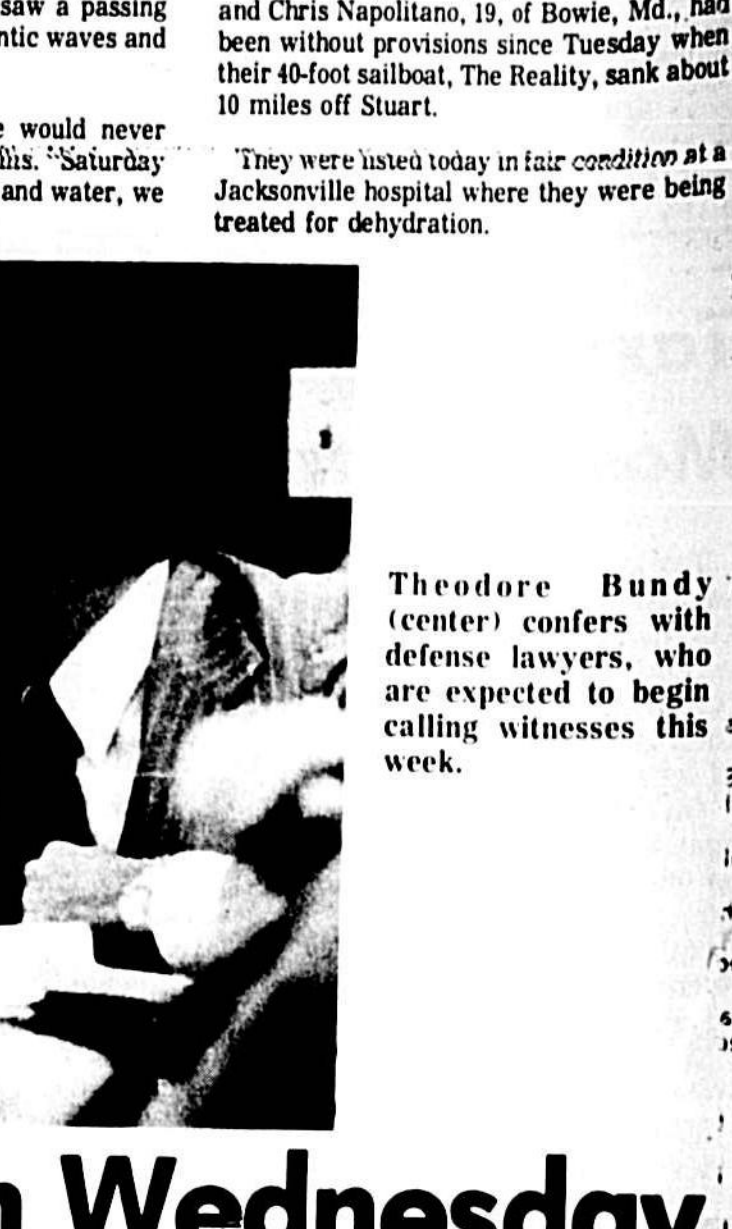 saw a passing
ntic waves and
e would never
"Saturday
and water, we
and Chris Napolitano, 19, of Bowie, Md., had
been without provisions since Tuesday when
their 40-foot sailboat, The Reality, sank about
10 miles off Stuart.
They were listed today in fair condition at a
Jacksonville hospital where they were being
treated for dehydration.
Theodore Bundy
(center) confers with
defense lawyers, who
are expected to begin
calling witnesses this
week.
Wednesday